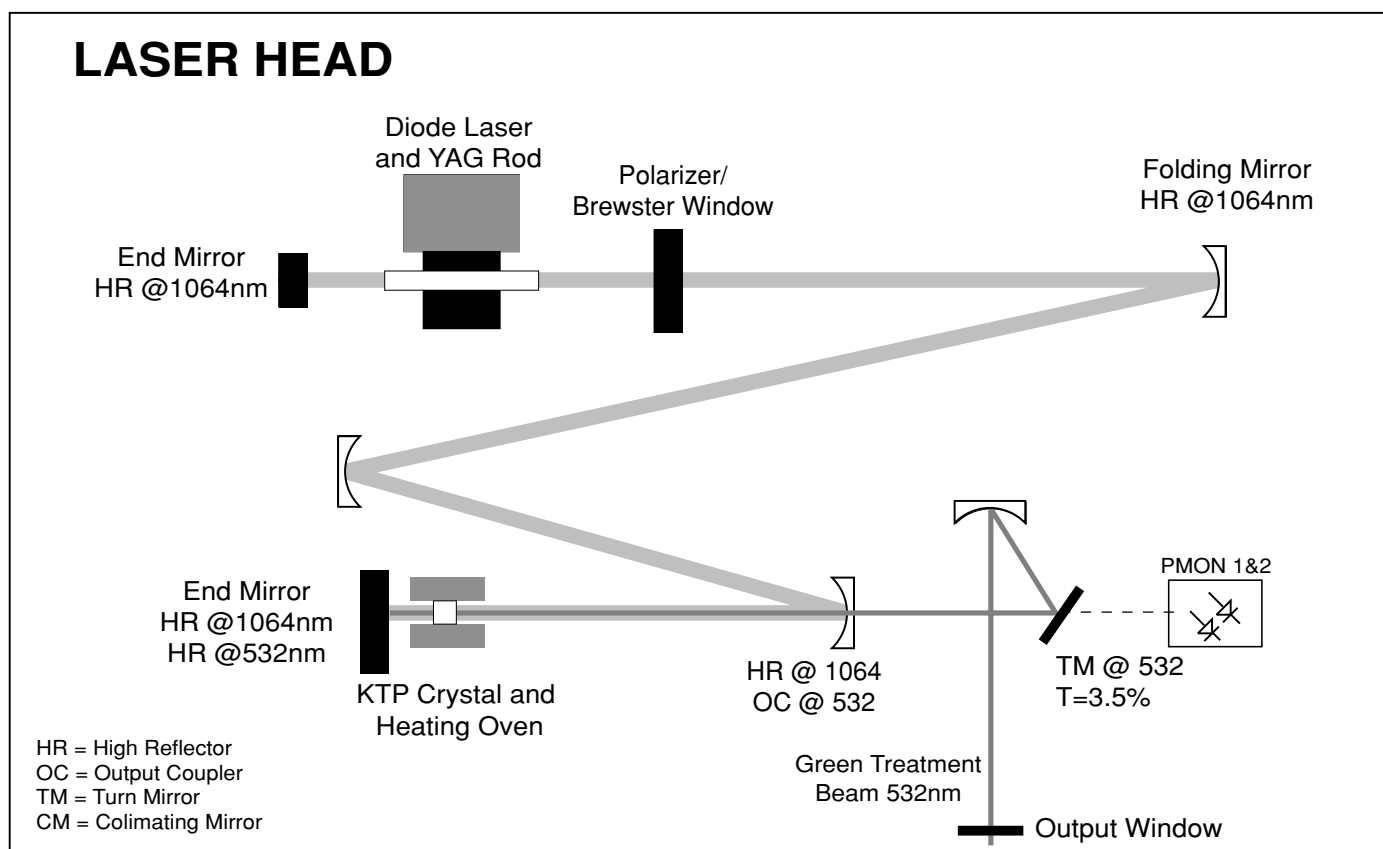 LASER HEAD
Diode Laser
and YAG Rod
Polarizer/
Brewster Window
Folding Mirror
HR @1064nm
End Mirror
HR @1064nm
PMON 1&2
End Mirror
HR @1064nm
HR @532nm
KTP Crystal and
Heating Oven
HR @ 1064
OC @ 532
TM @ 532
T=3.5%
Green Treatment
Beam 532nm
Output Window
HR = High Reflector
OC = Output Coupler
TM = Turn Mirror
CM = Colimating Mirror